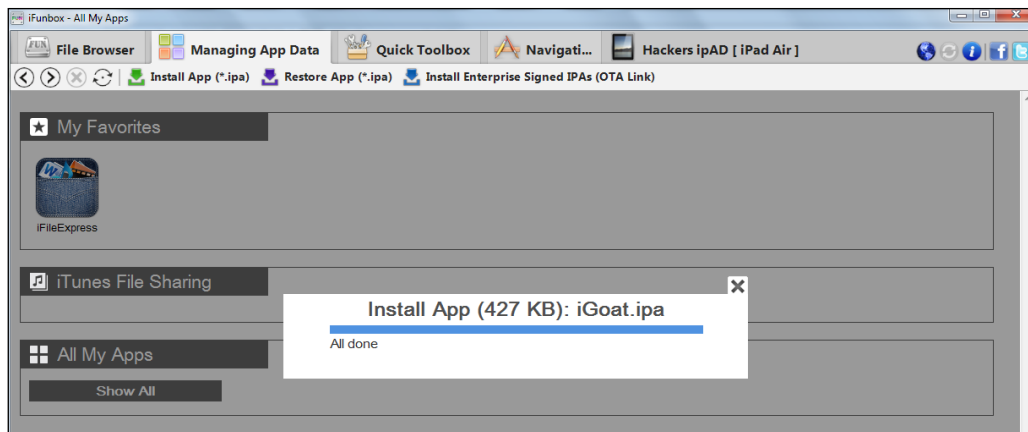 iFunbox - All My Apps
File Browser Managing App Data Quick Toolbox Navigati... Hackers ipAD [ iPad Air ]
Install App (*.ipa) Restore App (*.ipa) Install Enterprise Signed IPAs (OTA Link)
My Favorites
iFileExpress
iTunes File Sharing
Install App (427 KB): iGoat.ipa
All done
All My Apps
Show All